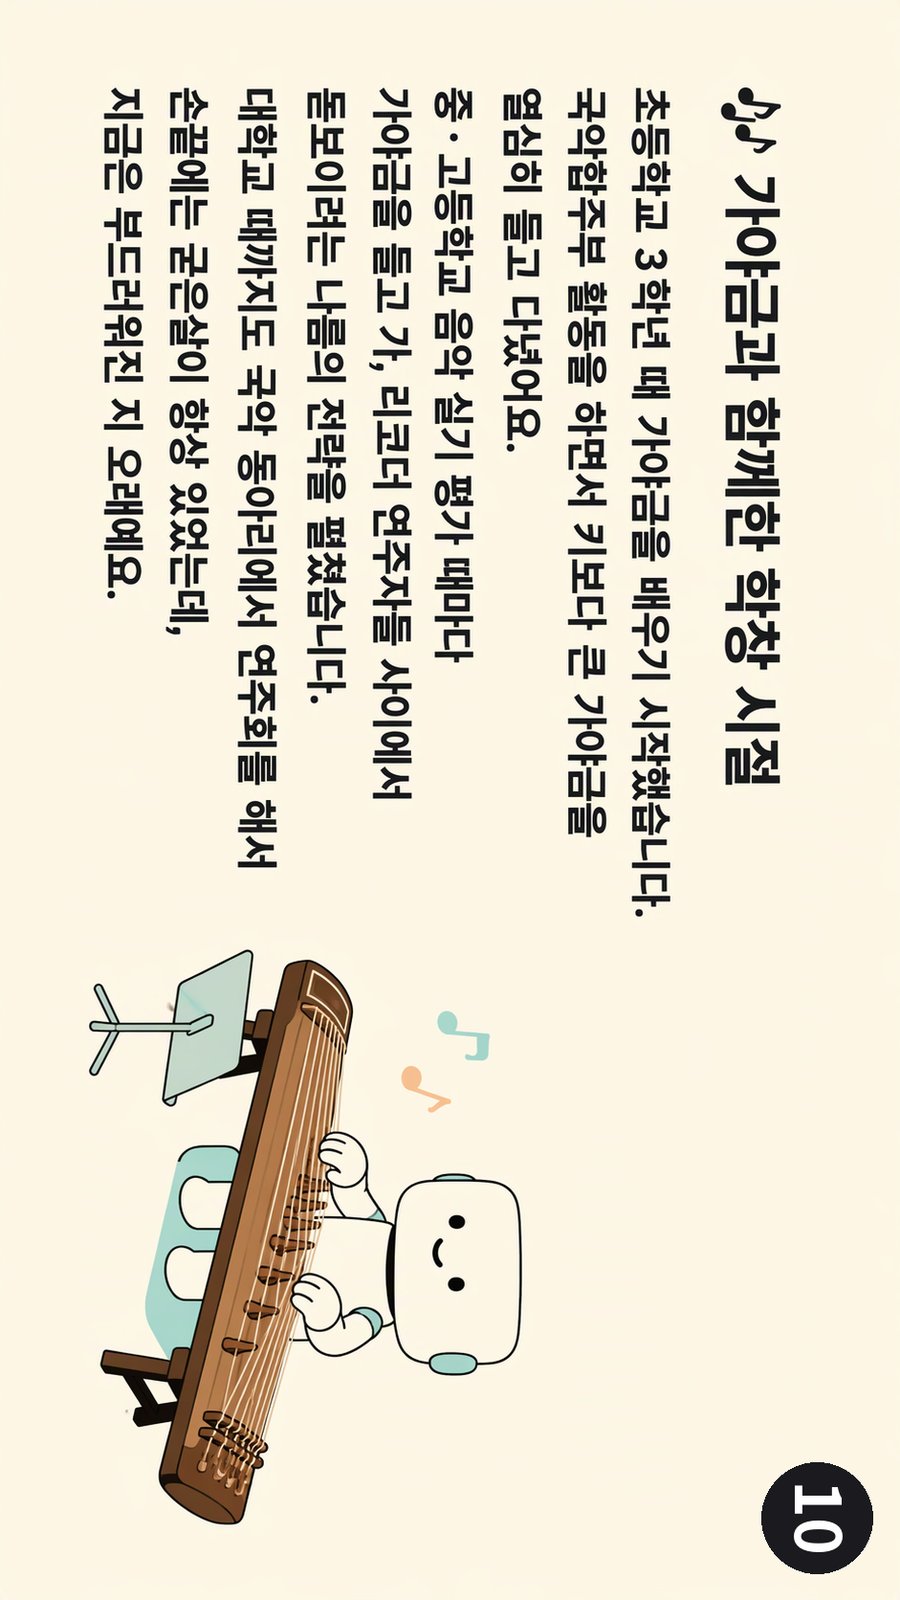 🎶 가야금과 함께한 학창 시절
초등학교 3학년 때 가야금을 배우기 시작했습니다.
국악합주부 활동을 하면서 키보다 큰 가야금을
열심히 들고 다녔어요.
중·고등학교 음악 실기 평가 때마다
가야금을 들고 가, 리코더 연주자들 사이에서
돋보이려는 나름의 전략을 펼쳤습니다.
대학교 때까지도 국악 동아리에서 연주회를 해서
손끝에는 굳은살이 항상 있었는데,
지금은 부드러워진 지 오래예요.
10